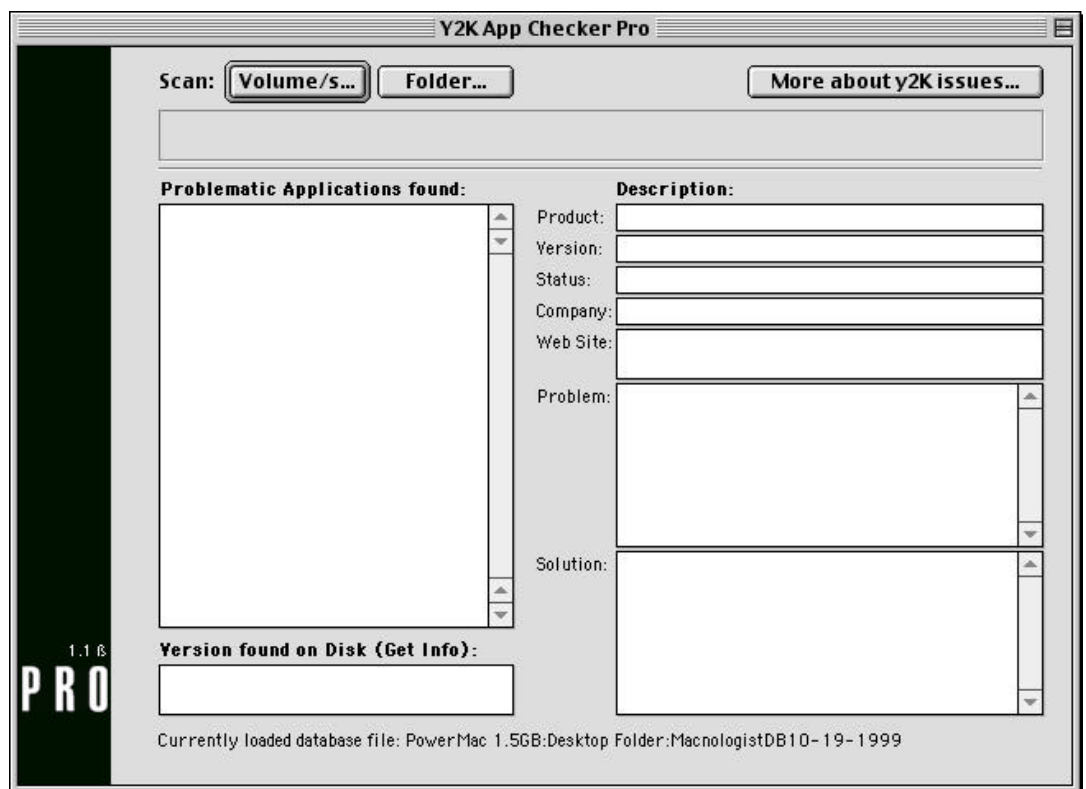 Y2K App Checker Pro
Scan: Volume/s... Folder... More about y2K issues...
Problematic Applications found:
Description:
Product:
Version:
Status:
Company:
Web Site:
Problem:
Solution:
Version found on Disk (Get Info):
1.1 ß
PRO
Currently loaded database file: PowerMac 1.5GB:Desktop Folder:MacnologistDB10-19-1999